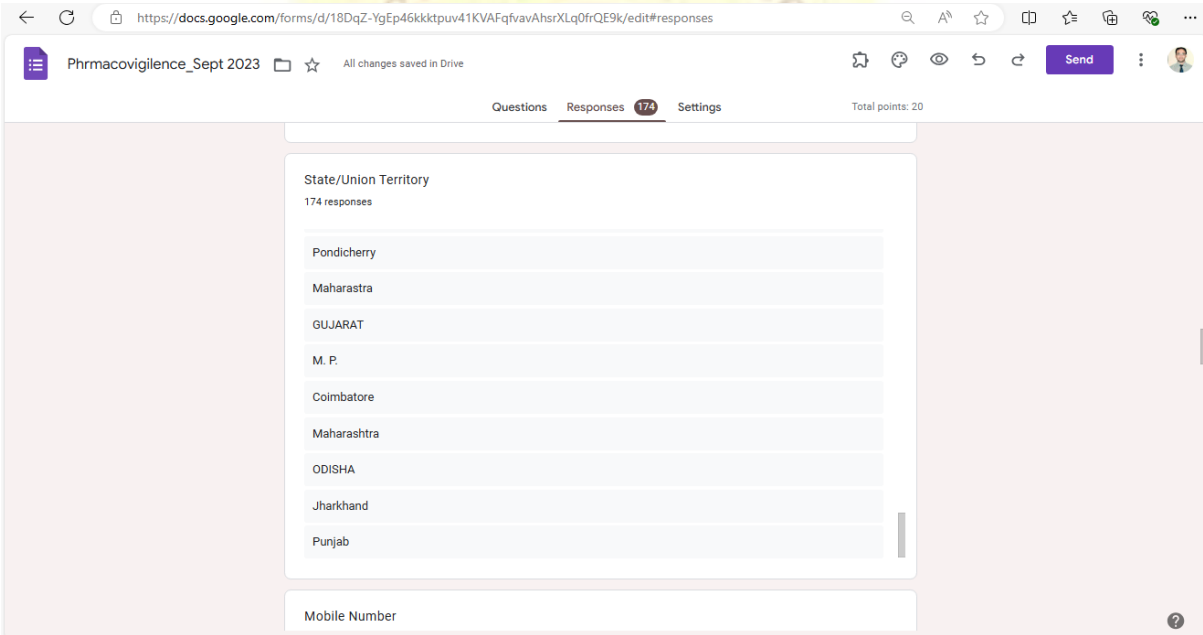 https://docs.google.com/forms/d/18DqZ-YgEp46kkktpuv41KVAFqfvavAhsrXLq0frQE9k/edit#responses
Phrmacovigilence_Sept 2023 All changes saved in Drive Send
Questions Responses 174 Settings Total points: 20
State/Union Territory
174 responses
Pondicherry
Maharastra
GUJARAT
M. P.
Coimbatore
Maharashtra
ODISHA
Jharkhand
Punjab
Mobile Number